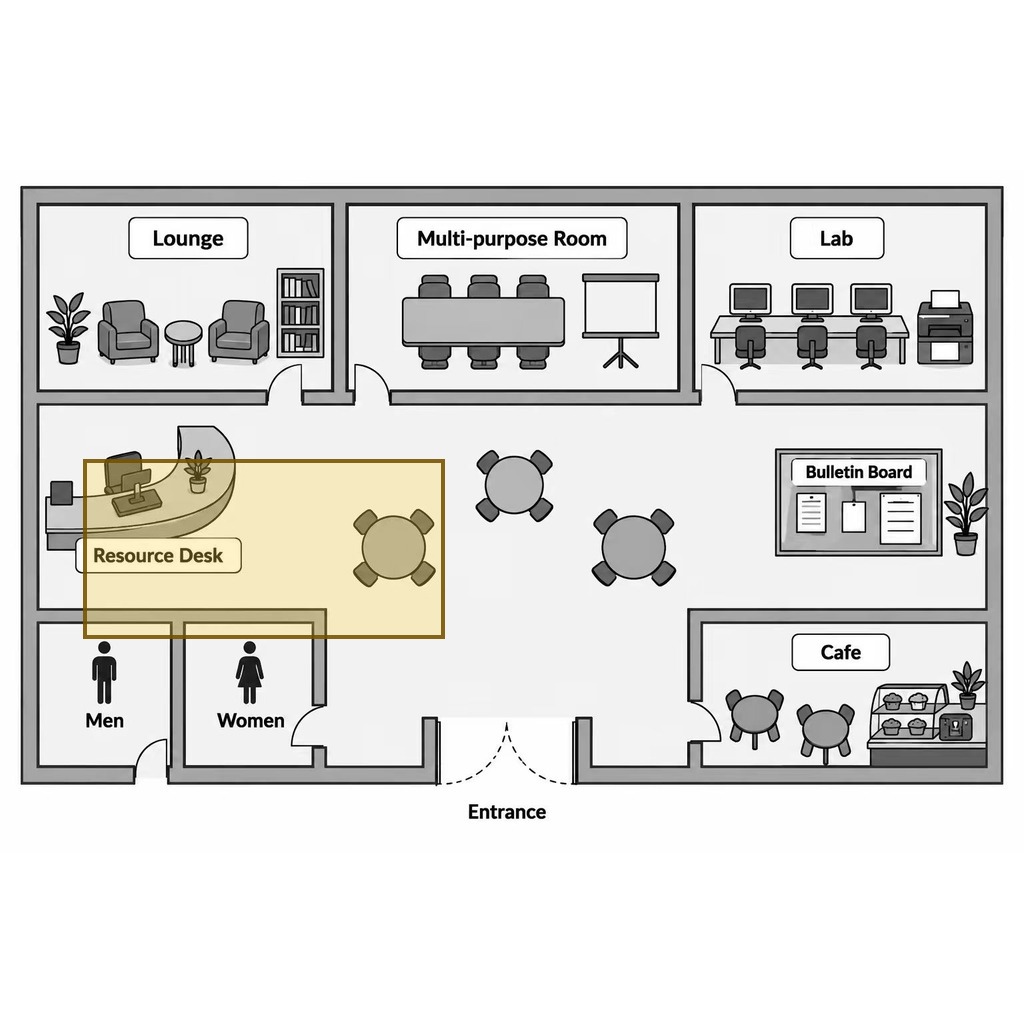 Lounge
Multi-purpose Room
Lab
Bulletin Board
Resource Desk
Cafe
Men
Women
Entrance